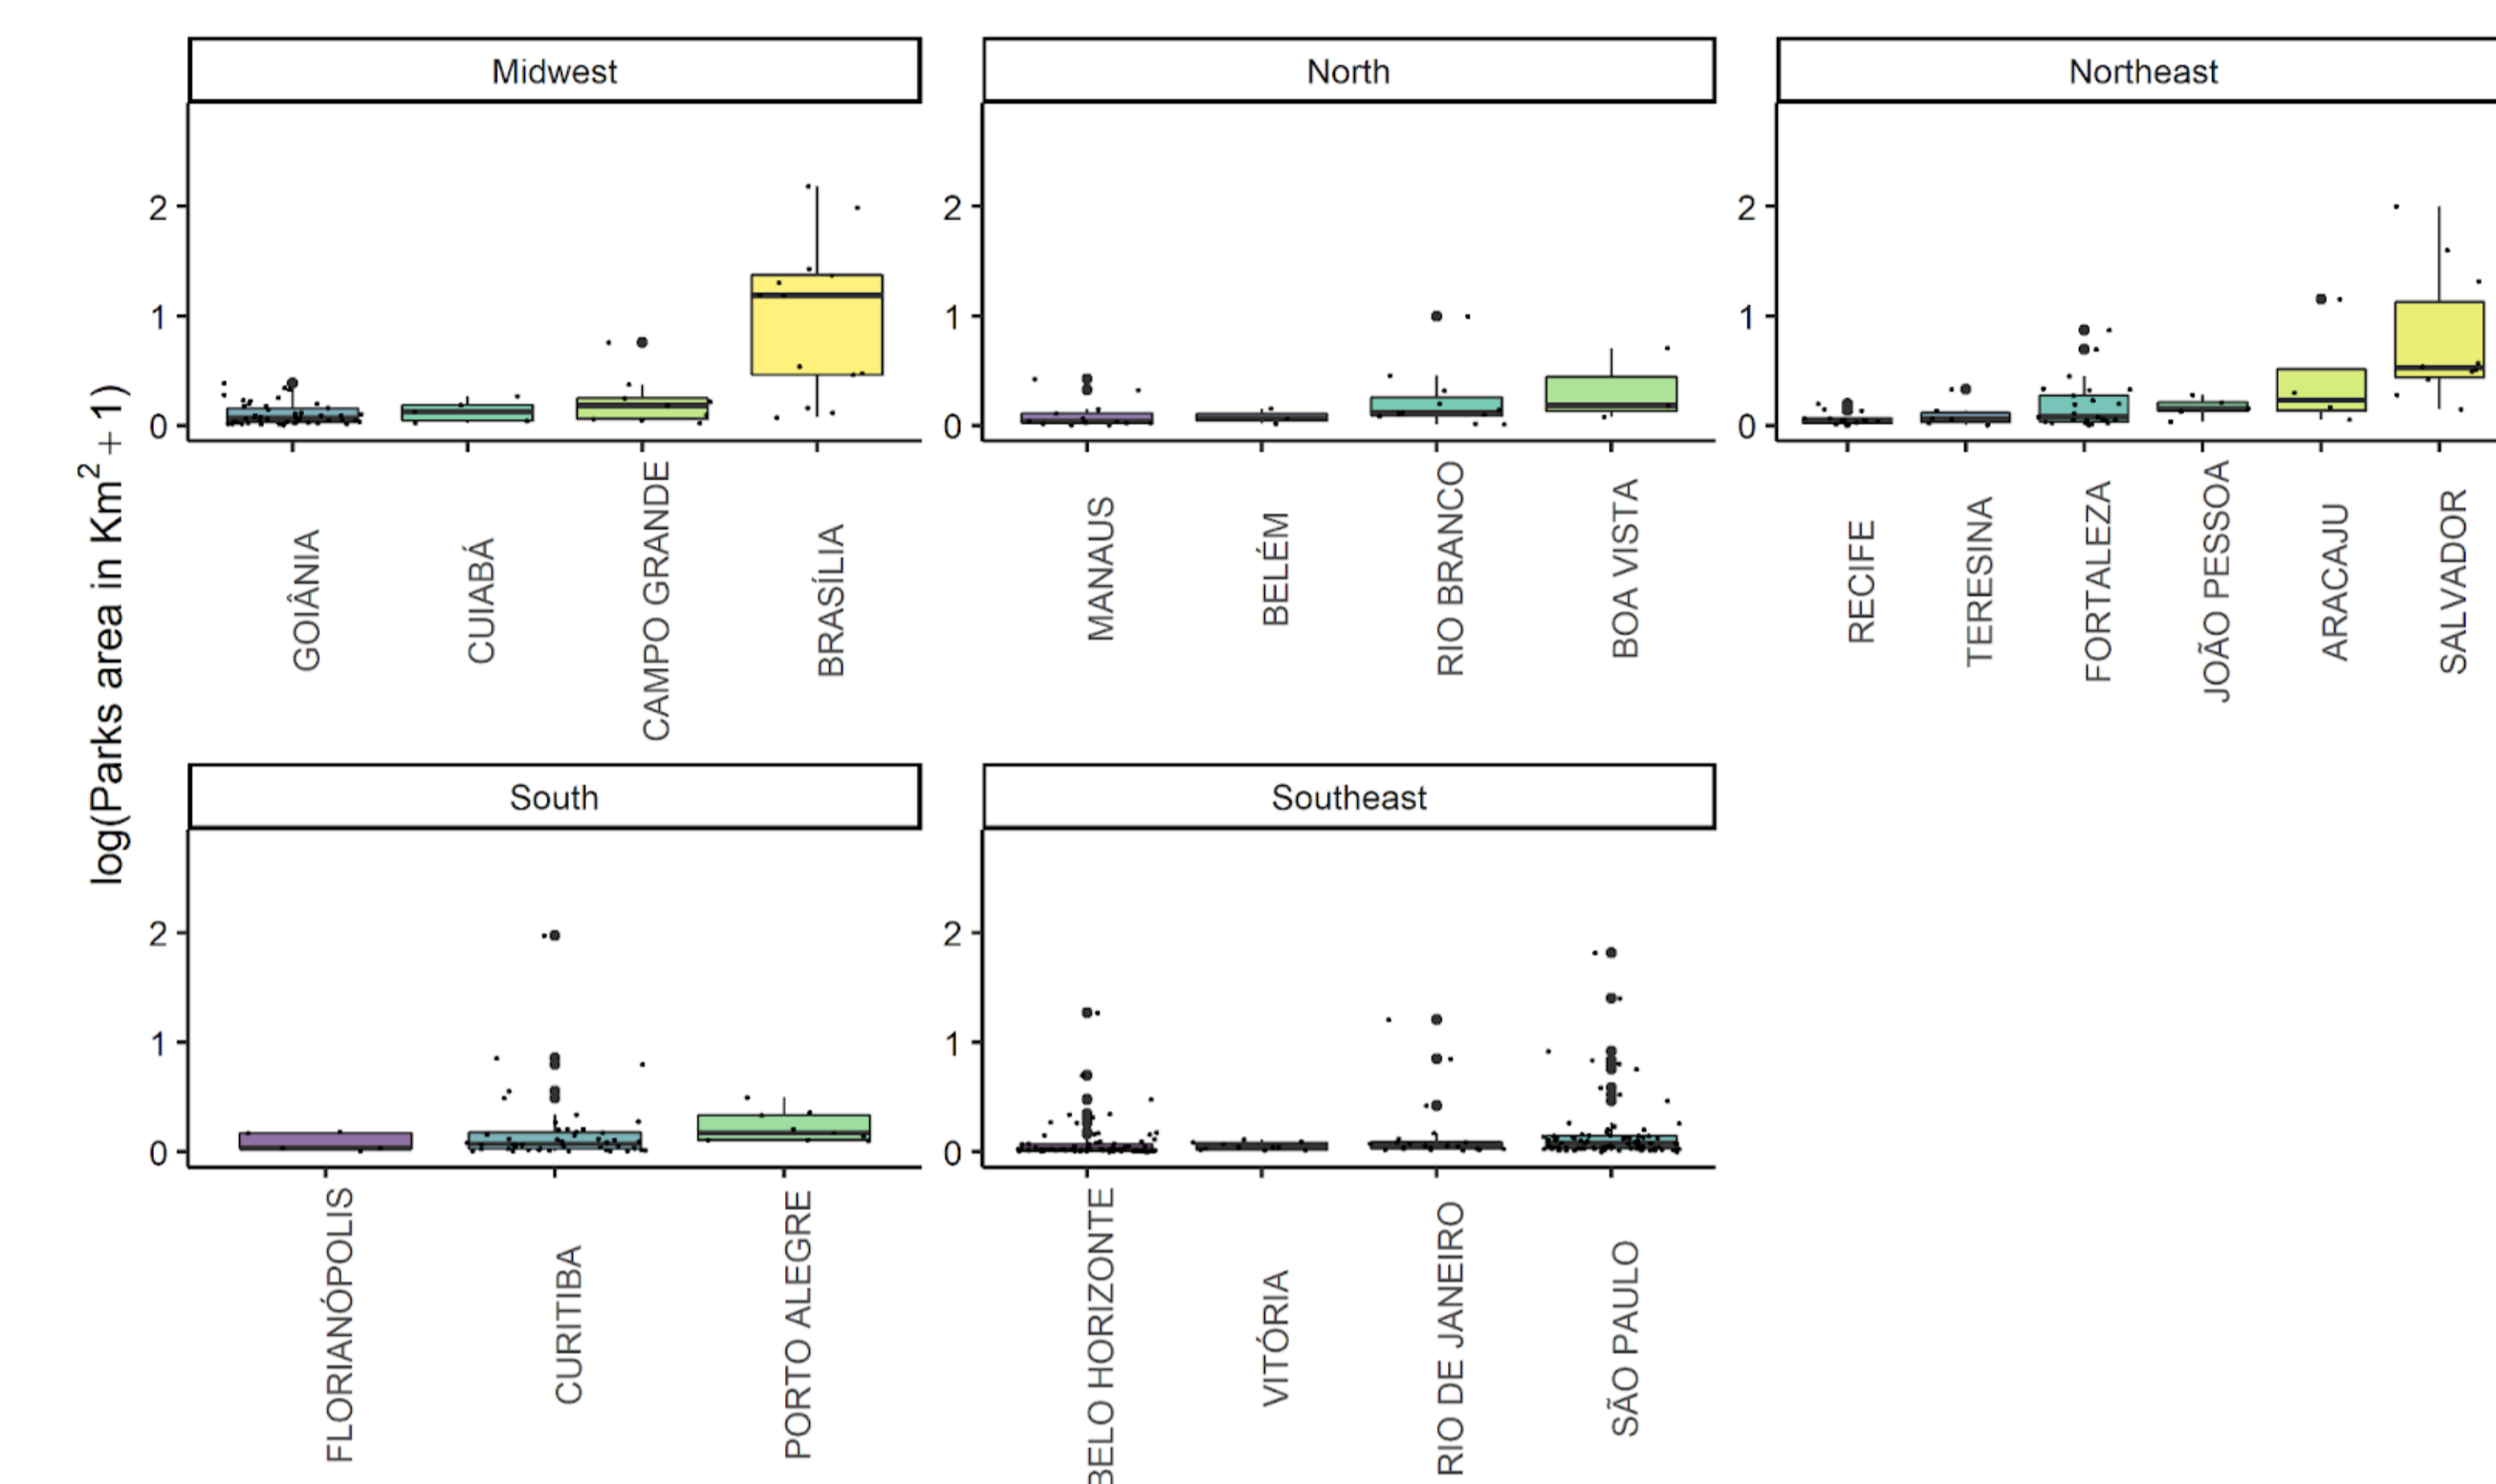 Midwest
North
Northeast
log(Parks area in Km² + 1)
2
1
0
2
1
0
2
1
0
GOIÂNIA
CUIABÁ
CAMPO GRANDE
BRASÍLIA
MANAUS
BELÉM
RIO BRANCO
BOA VISTA
RECIFE
TERESINA
FORTALEZA
JOÃO PESSOA
ARACAJU
SALVADOR
South
Southeast
2
1
0
2
1
0
FLORIANÓPOLIS
CURITIBA
PORTO ALEGRE
BELO HORIZONTE
VITÓRIA
RIO DE JANEIRO
SÃO PAULO